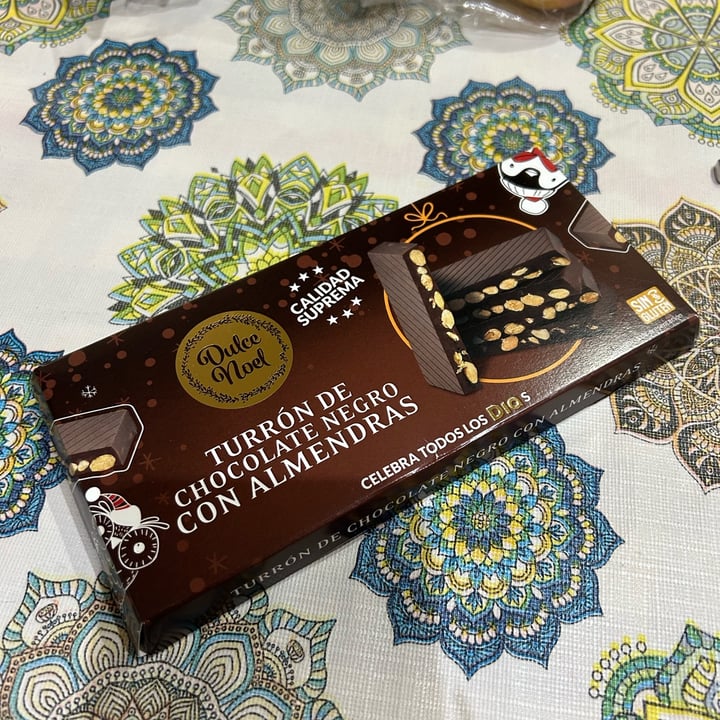 Dulce
Noel
CALIDAD
SUPREMA
TURRÓN DE
CHOCOLATE NEGRO
CON ALMENDRAS
CELEBRA TODOS LOS Dias
SIN
GLUTEN
TURRÓN DE CHOCOLATE NEGRO CON ALMENDRAS